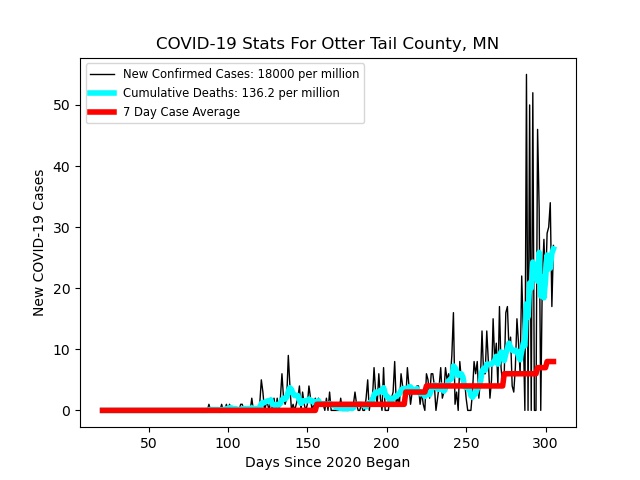 COVID-19 Stats For Otter Tail County, MN
New Confirmed Cases: 18000 per million
Cumulative Deaths: 136.2 per million
7 Day Case Average
New COVID-19 Cases
50
40
30
20
10
0
50 100 150 200 250 300
Days Since 2020 Began